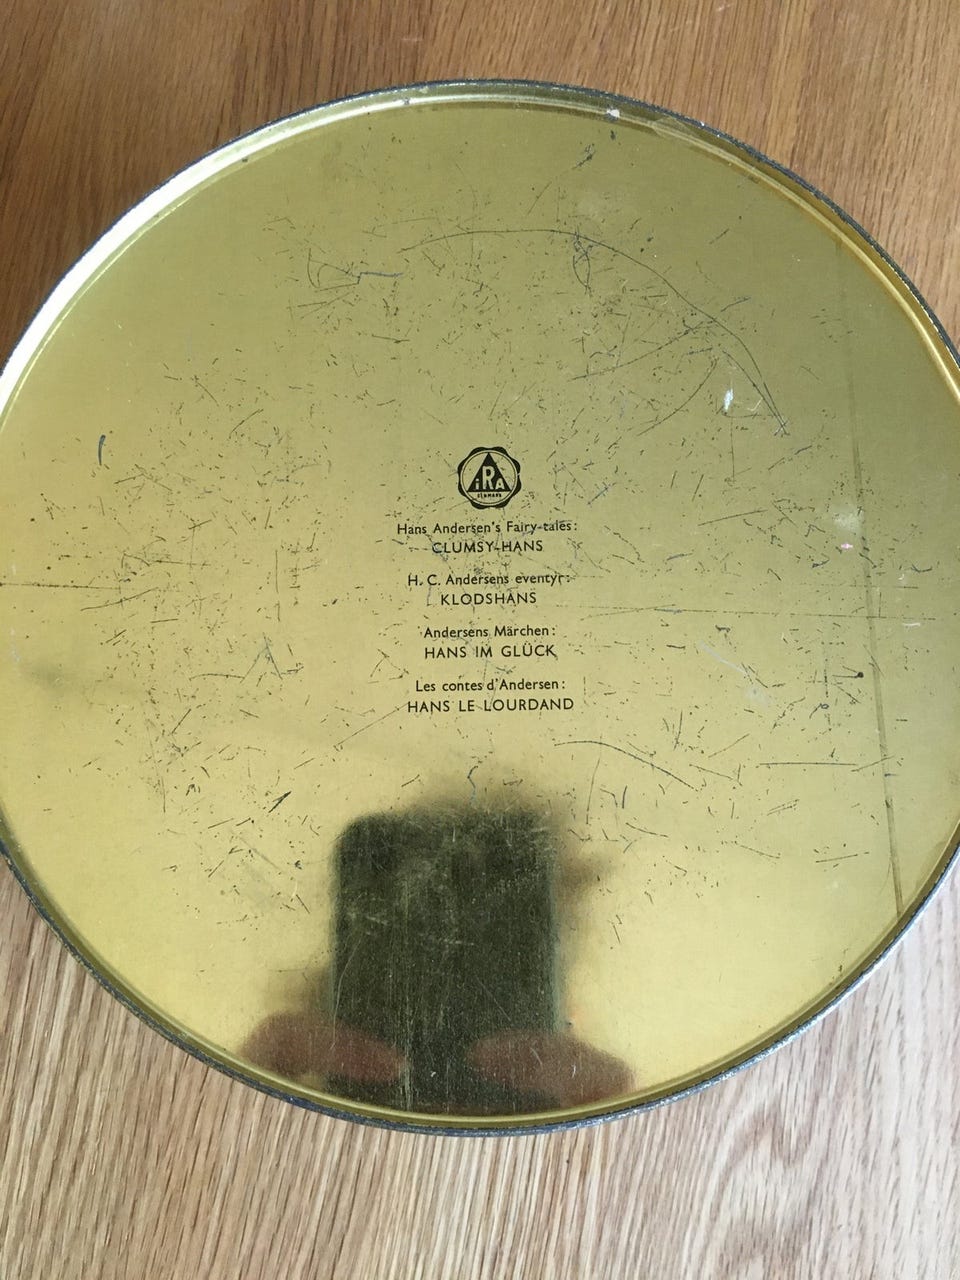 iRA
DENMARK
Hans Andersen's Fairy-tales:
CLUMSY-HANS
H. C. Andersens eventyr:
KLODSHANS
Andersens Märchen:
HANS IM GLÜCK
Les contes d'Andersen:
HANS LE LOURDAND